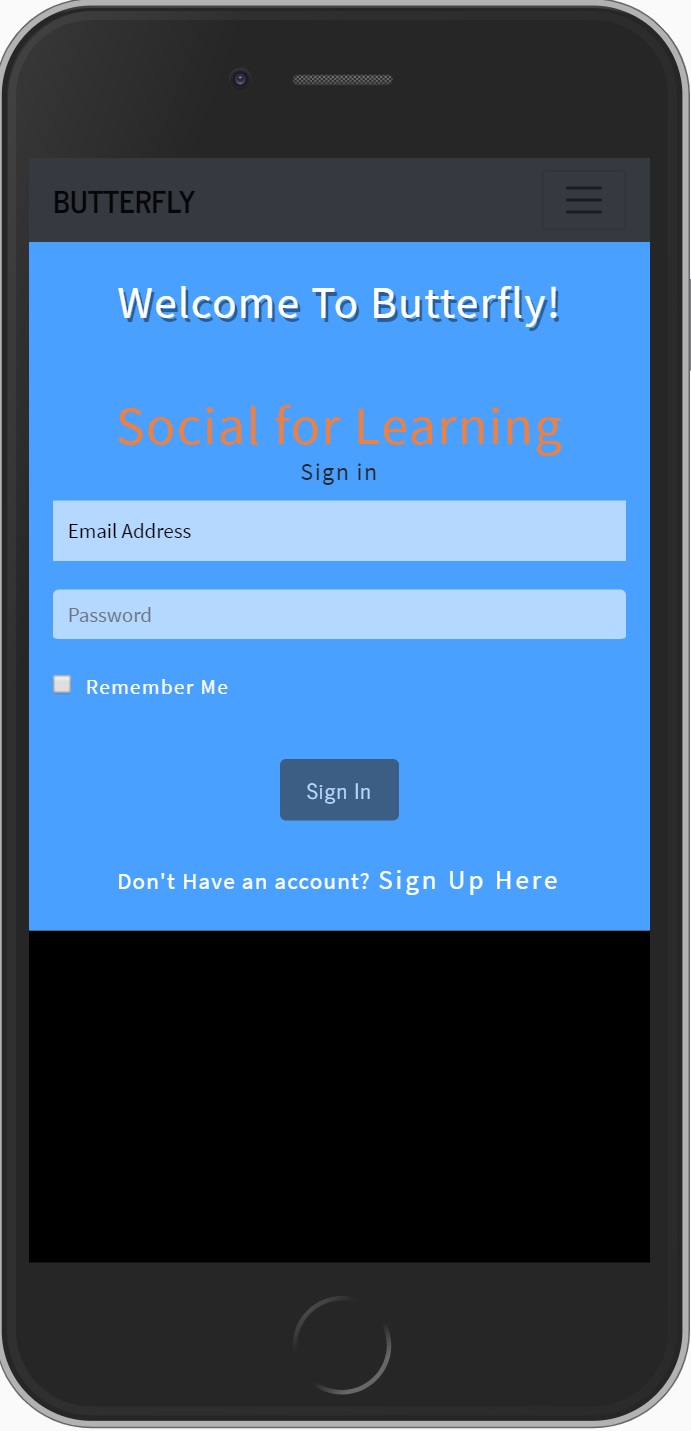 BUTTERFLY
Welcome To Butterfly!
Social for Learning
Sign in
Email Address
Password
Remember Me
Sign In
Don't Have an account? Sign Up Here